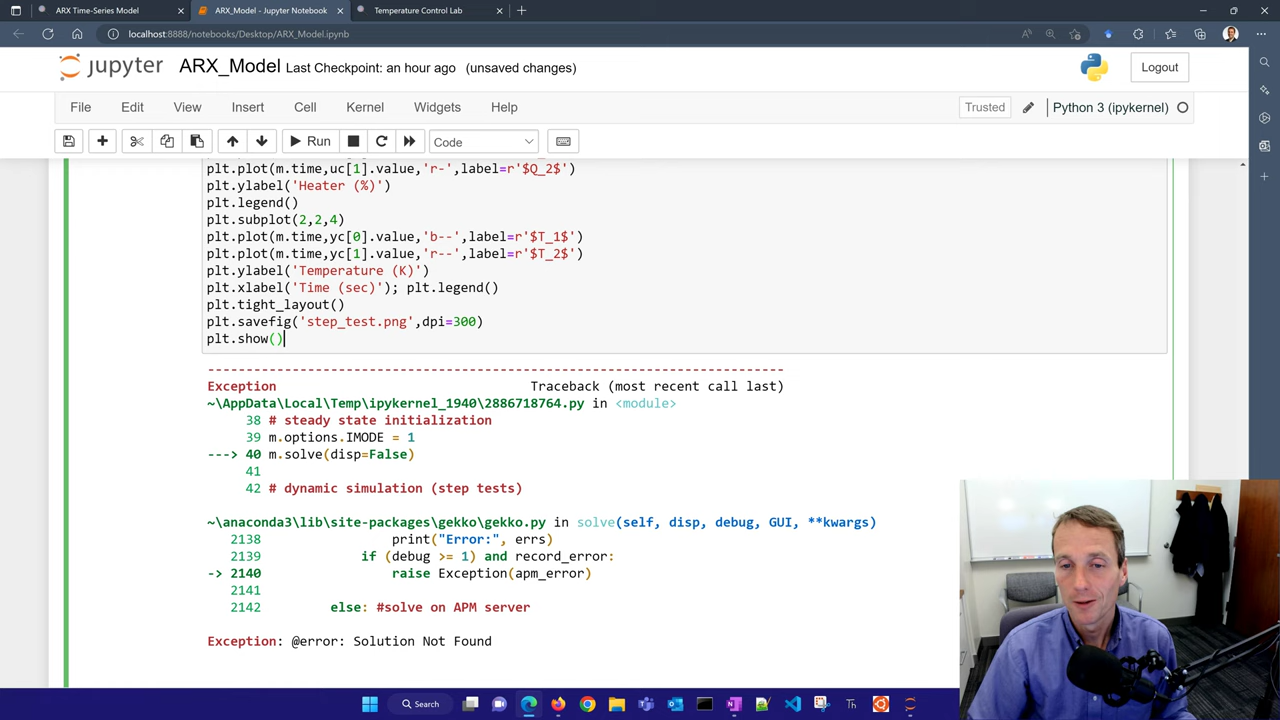 ARX Time-Series Model
ARX_Model - Jupyter Notebook
Temperature Control Lab
localhost:8888/notebooks/Desktop/ARX_Model.ipynb
jupyter ARX_Model Last Checkpoint: an hour ago (unsaved changes)
Logout
File Edit View Insert Cell Kernel Widgets Help
Trusted
Python 3 (ipykernel)
Run
Code
plt.plot(m.time,uc[1].value,'r-',label=r'$Q_2$')
plt.ylabel('Heater (%)')
plt.legend()
plt.subplot(2,2,4)
plt.plot(m.time,yc[0].value,'b--',label=r'$T_1$')
plt.plot(m.time,yc[1].value,'r--',label=r'$T_2$')
plt.ylabel('Temperature (K)')
plt.xlabel('Time (sec)'); plt.legend()
plt.tight_layout()
plt.savefig('step_test.png',dpi=300)
plt.show()
---------------------------------------------------------------------------
Exception Traceback (most recent call last)
~\AppData\Local\Temp\ipykernel_1940\2886718764.py in <module>
38 # steady state initialization
39 m.options.IMODE = 1
---> 40 m.solve(disp=False)
41
42 # dynamic simulation (step tests)
~\anaconda3\lib\site-packages\gekko\gekko.py in solve(self, disp, debug, GUI, **kwargs)
2138 print("Error:", errs)
2139 if (debug >= 1) and record_error:
-> 2140 raise Exception(apm_error)
2141
2142 else: #solve on APM server
Exception: @error: Solution Not Found
Search